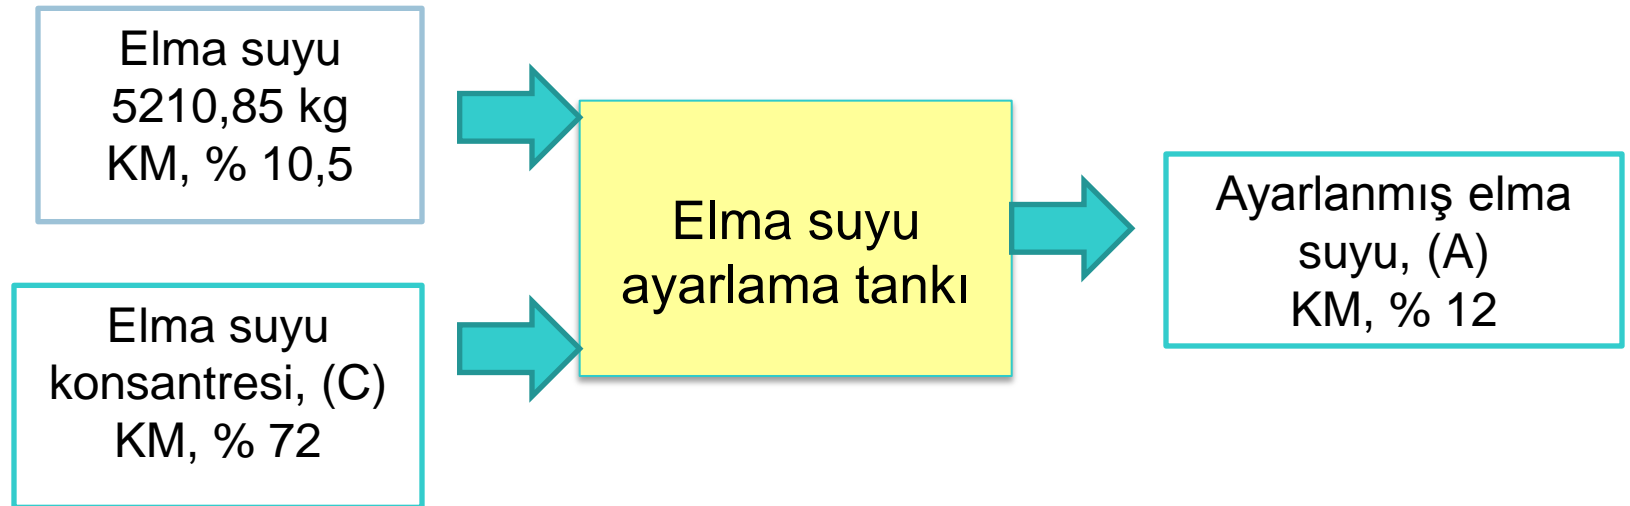 Elma suyu
5210,85 kg
KM, % 10,5
Elma suyu
konsantresi, (C)
KM, % 72
Elma suyu
ayarlama tankı
Ayarlanmış elma
suyu, (A)
KM, % 12